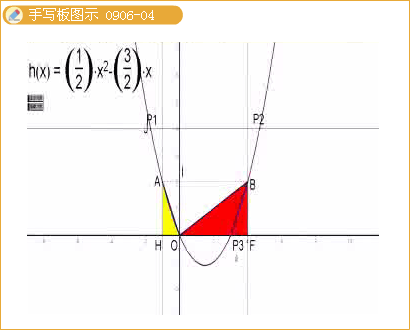 手写板图示 0906-04
h(x) = (1/2)·x²-(3/2)·x
P1 P2
A B
H O P3 F